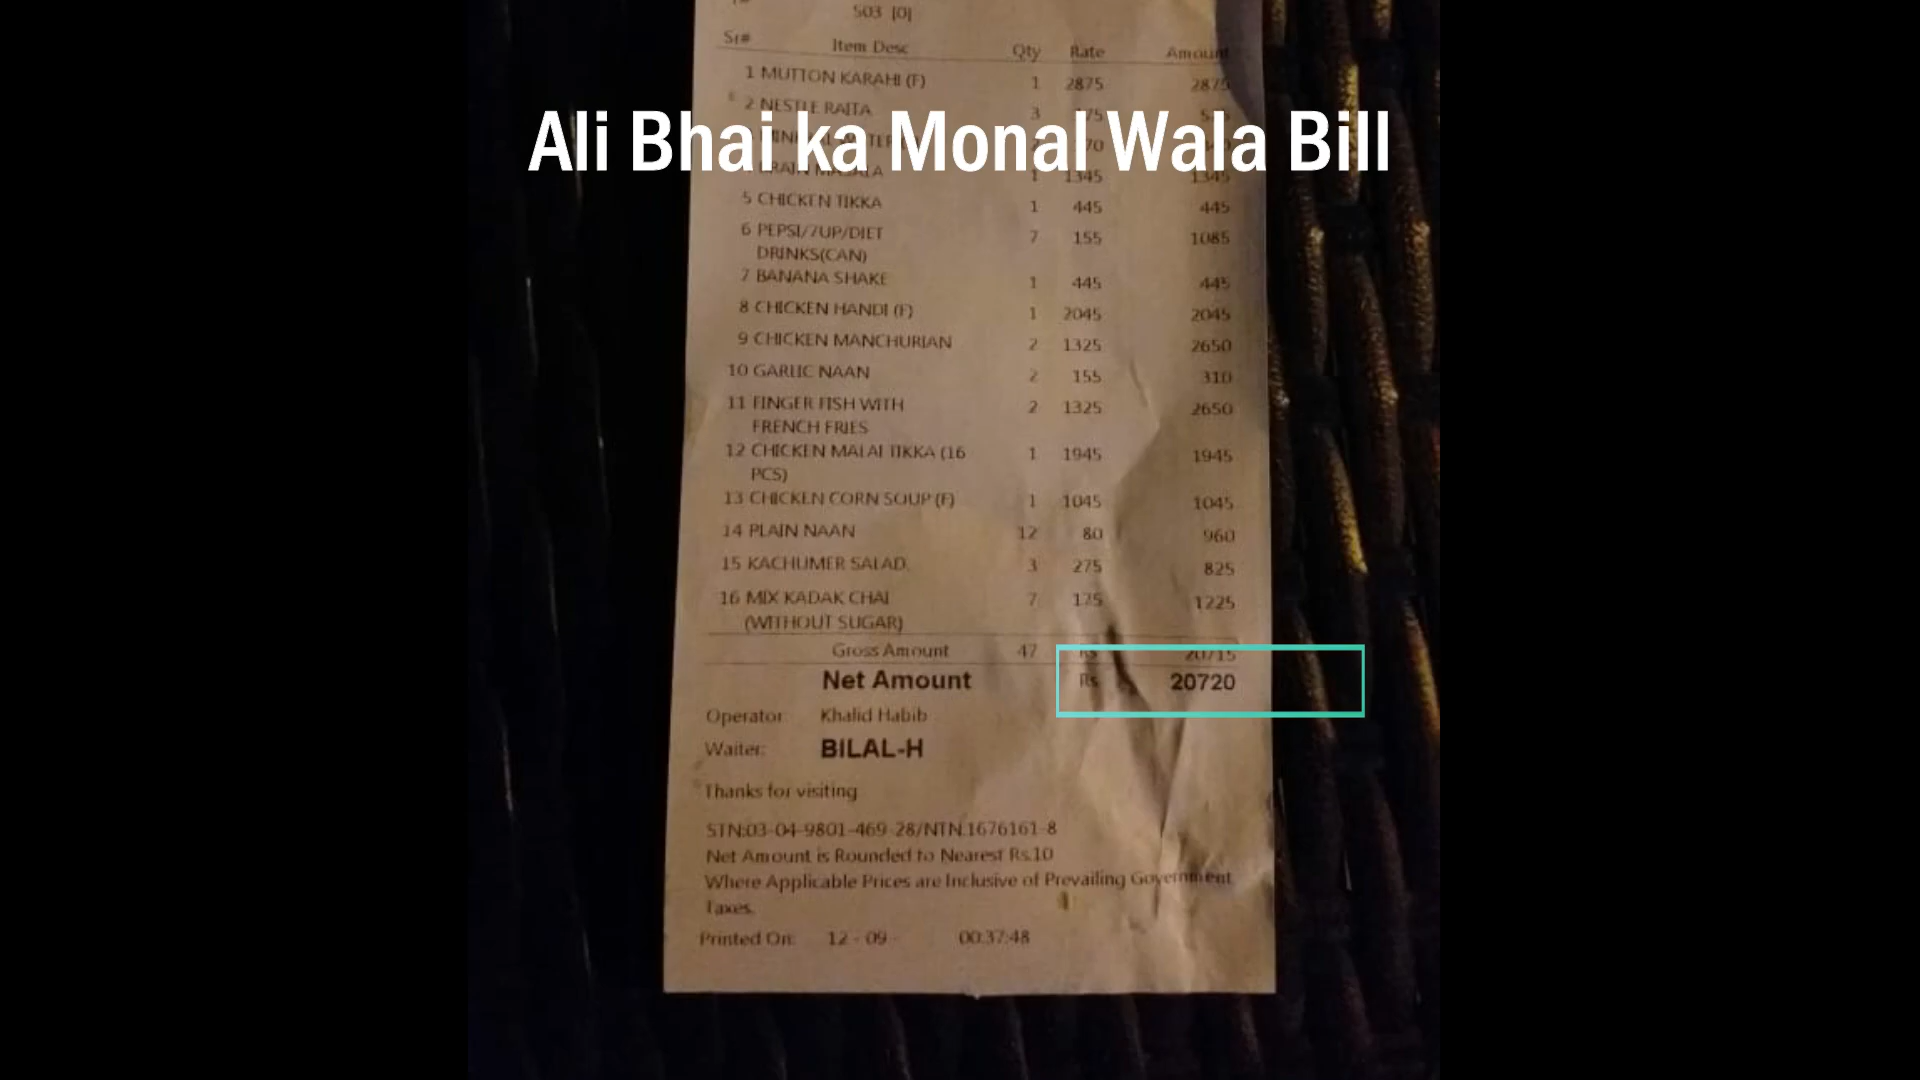 503 [0]
Sr# Item Desc Qty Rate Amount
1 MUTTON KARAHI (F) 1 2875 2875
2 NESTLE RAITA 3
Ali Bhai ka Monal Wala Bill
1 1345 1345
5 CHICKEN TIKKA 1 445 445
6 PEPSI/7UP/DIET 7 155 1085
DRINKS(CAN)
7 BANANA SHAKE 1 445 445
8 CHICKEN HANDI (F) 1 2045 2045
9 CHICKEN MANCHURIAN 2 1325 2650
10 GARLIC NAAN 2 155 310
11 FINGER FISH WITH 2 1325 2650
FRENCH FRIES
12 CHICKEN MALAI TIKKA (16 1 1945 1945
PCS)
13 CHICKEN CORN SOUP (F) 1 1045 1045
14 PLAIN NAAN 12 80 960
15 KACHUMER SALAD. 3 275 825
16 MIX KADAK CHAI 7 175 1225
(WITHOUT SUGAR)
Gross Amount 47 Rs 20715
Net Amount Rs 20720
Operator: Khalid Habib
Waiter: BILAL-H
Thanks for visiting
STN:03-04-9801-469-28/NTN.1676161-8
Net Amount is Rounded to Nearest Rs.10
Where Applicable Prices are Inclusive of Prevailing Government
Taxes.
Printed On: 12 - 09 - 00:37:48